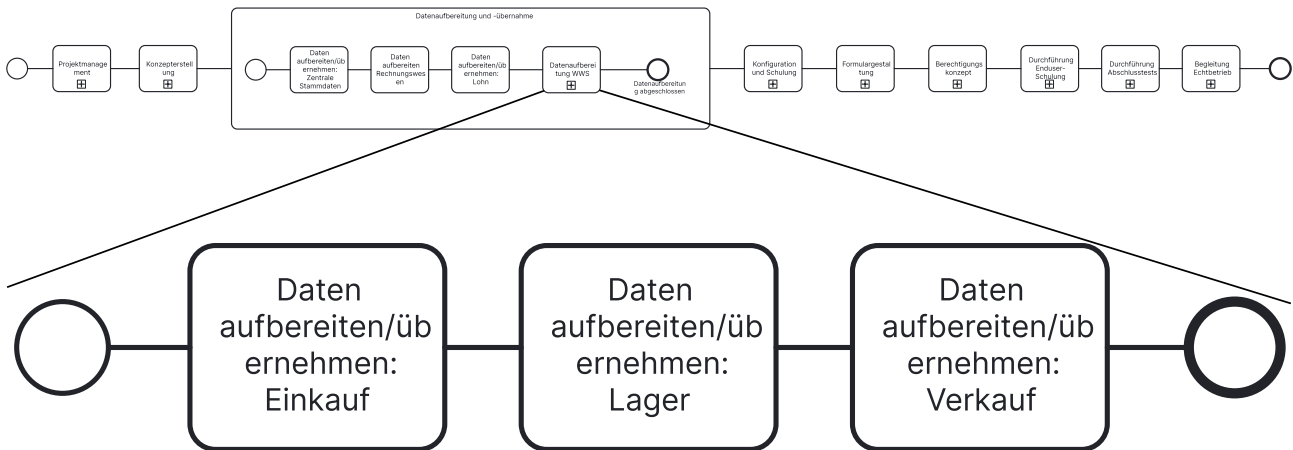 Datenaufbereitung und -übernahme
Projektmanage
ment
Konzepterstell
ung
Daten
aufbereiten/üb
ernehmen:
Zentrale
Stammdaten
Daten
aufbereiten
Rechnungswes
en
Daten
aufbereiten/üb
ernehmen:
Lohn
Datenaufberei
tung WWS
Datenaufbereitun
g abgeschlossen
Konfiguration
und Schulung
Formulargestal
tung
Berechtigungs
konzept
Durchführung
Enduser-
Schulung
Durchführung
Abschlusstests
Begleitung
Echtbetrieb
Daten
aufbereiten/üb
ernehmen:
Einkauf
Daten
aufbereiten/üb
ernehmen:
Lager
Daten
aufbereiten/üb
ernehmen:
Verkauf